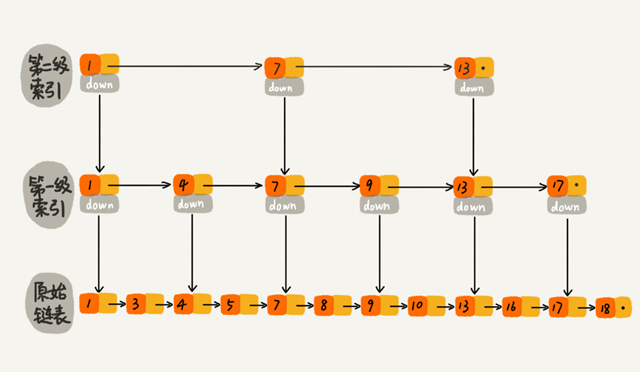 第二级
索引
1 7 13
down down down
第一级
索引
1 4 7 9 13 17
down down down down down down
原始
链表
1 3 4 5 7 8 9 10 13 16 17 18